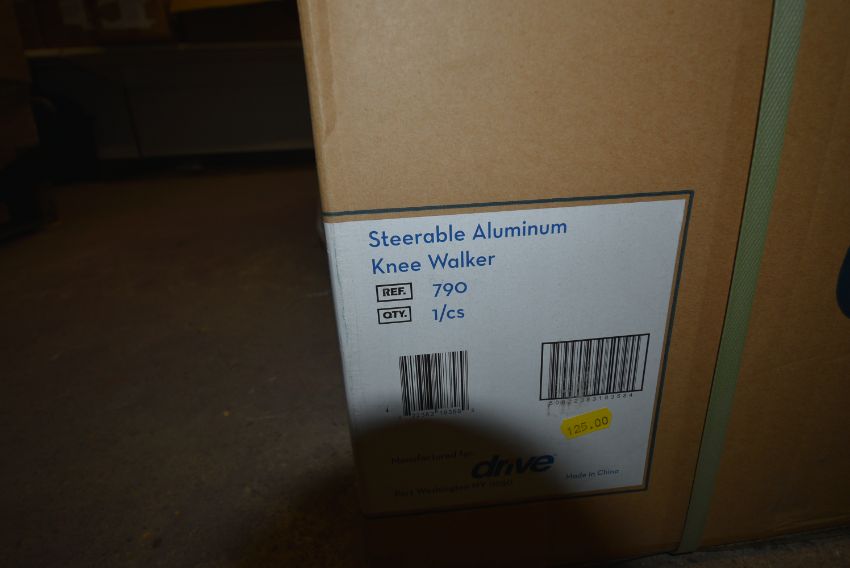 Steerable Aluminum
Knee Walker
REF. 790
QTY. 1/cs
125.00
Manufactured for:
drive
Port Washington NY
Made in China